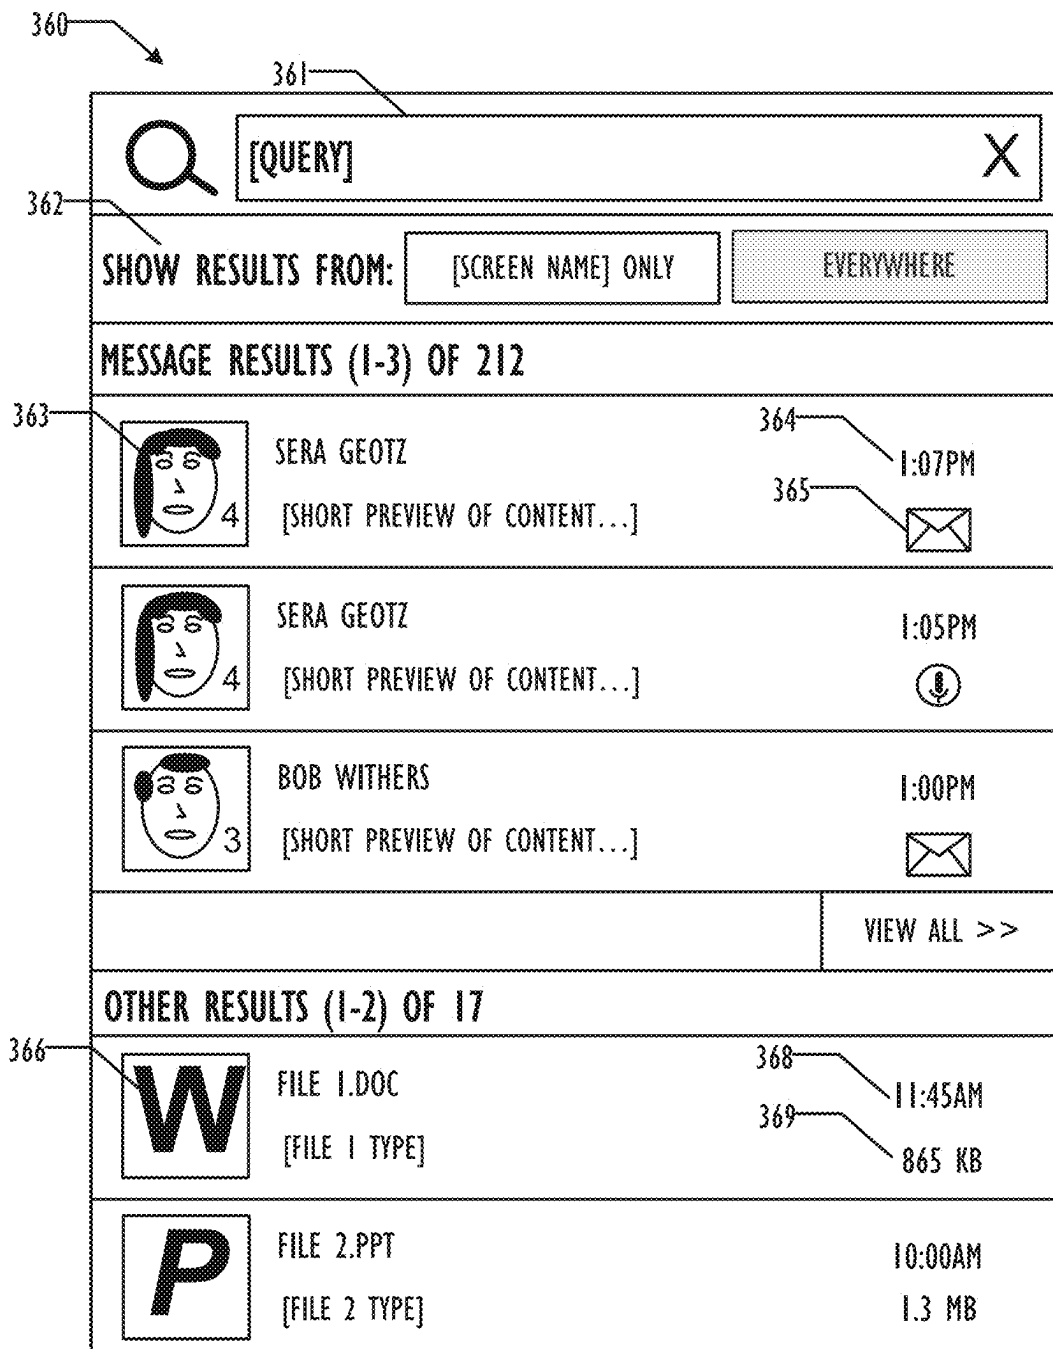 360
361
[QUERY] X
362
SHOW RESULTS FROM: [SCREEN NAME] ONLY EVERYWHERE
MESSAGE RESULTS (1-3) OF 212
363
364
SERA GEOTZ 1:07PM
365
4 [SHORT PREVIEW OF CONTENT...]
SERA GEOTZ 1:05PM
4 [SHORT PREVIEW OF CONTENT...]
BOB WITHERS 1:00PM
3 [SHORT PREVIEW OF CONTENT...]
VIEW ALL >>
OTHER RESULTS (1-2) OF 17
366
368
W FILE 1.DOC 11:45AM
369
[FILE 1 TYPE] 865 KB
P FILE 2.PPT 10:00AM
[FILE 2 TYPE] 1.3 MB